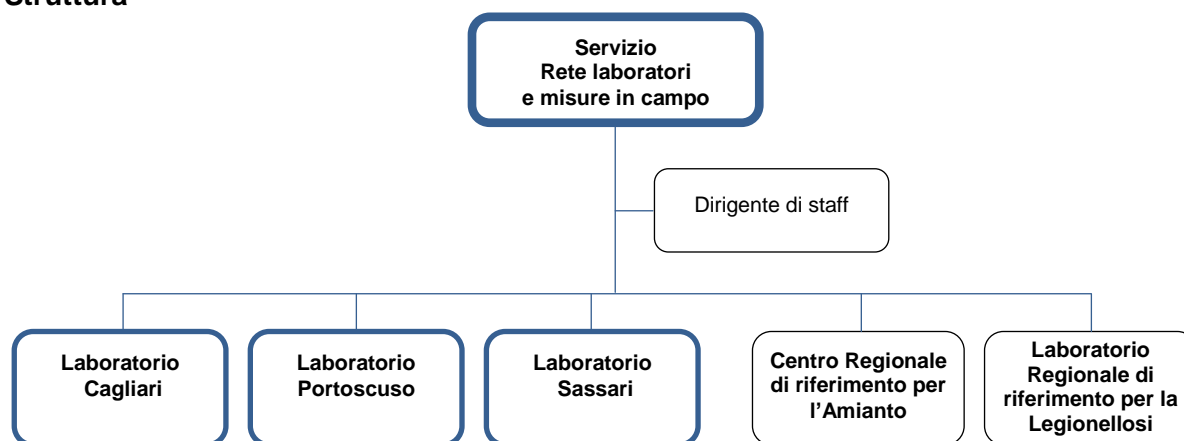 Struttura
Servizio
Rete laboratori
e misure in campo
Dirigente di staff
Laboratorio
Cagliari
Laboratorio
Portoscuso
Laboratorio
Sassari
Centro Regionale
di riferimento per
l’Amianto
Laboratorio
Regionale di
riferimento per la
Legionellosi